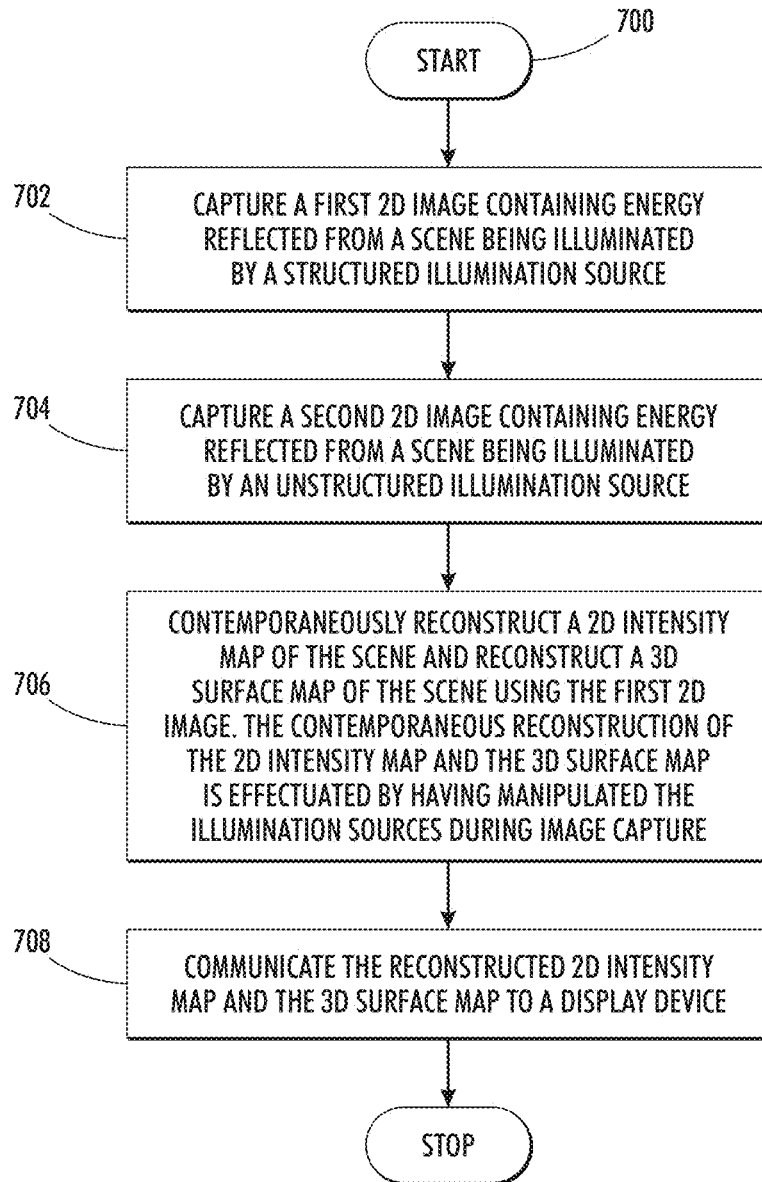 700
START
702
CAPTURE A FIRST 2D IMAGE CONTAINING ENERGY
REFLECTED FROM A SCENE BEING ILLUMINATED
BY A STRUCTURED ILLUMINATION SOURCE
704
CAPTURE A SECOND 2D IMAGE CONTAINING ENERGY
REFLECTED FROM A SCENE BEING ILLUMINATED
BY AN UNSTRUCTURED ILLUMINATION SOURCE
706
CONTEMPORANEOUSLY RECONSTRUCT A 2D INTENSITY
MAP OF THE SCENE AND RECONSTRUCT A 3D
SURFACE MAP OF THE SCENE USING THE FIRST 2D
IMAGE. THE CONTEMPORANEOUS RECONSTRUCTION OF
THE 2D INTENSITY MAP AND THE 3D SURFACE MAP
IS EFFECTUATED BY HAVING MANIPULATED THE
ILLUMINATION SOURCES DURING IMAGE CAPTURE
708
COMMUNICATE THE RECONSTRUCTED 2D INTENSITY
MAP AND THE 3D SURFACE MAP TO A DISPLAY DEVICE
STOP